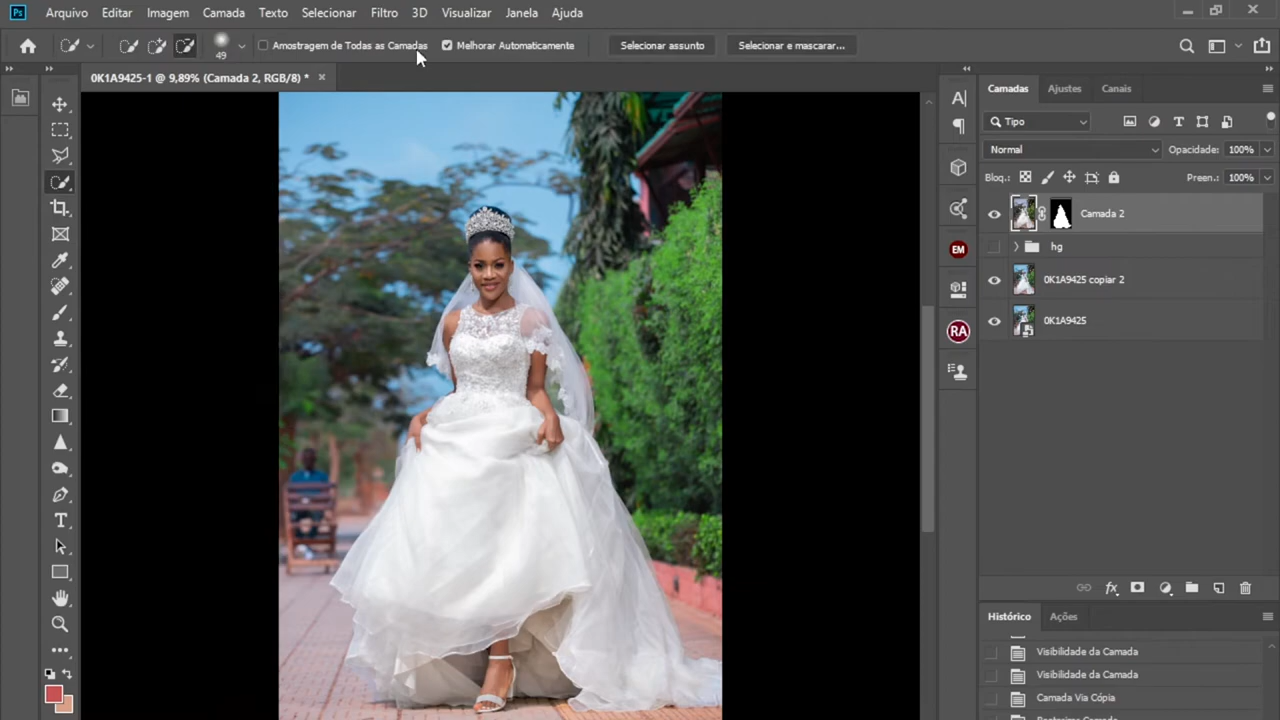 Ps Arquivo Editar Imagem Camada Texto Selecionar Filtro 3D Visualizar Janela Ajuda
49 Amostragem de Todas as Camadas Melhorar Automaticamente Selecionar assunto Selecionar e mascarar...
0K1A9425-1 @ 9,89% (Camada 2, RGB/8) *
Camadas Ajustes Canais
Tipo
Normal Opacidade: 100%
Bloq.: Preen.: 100%
Camada 2
EM hg
0K1A9425 copiar 2
RA 0K1A9425
fx
Histórico Ações
Visibilidade da Camada
Visibilidade da Camada
Camada Via Cópia